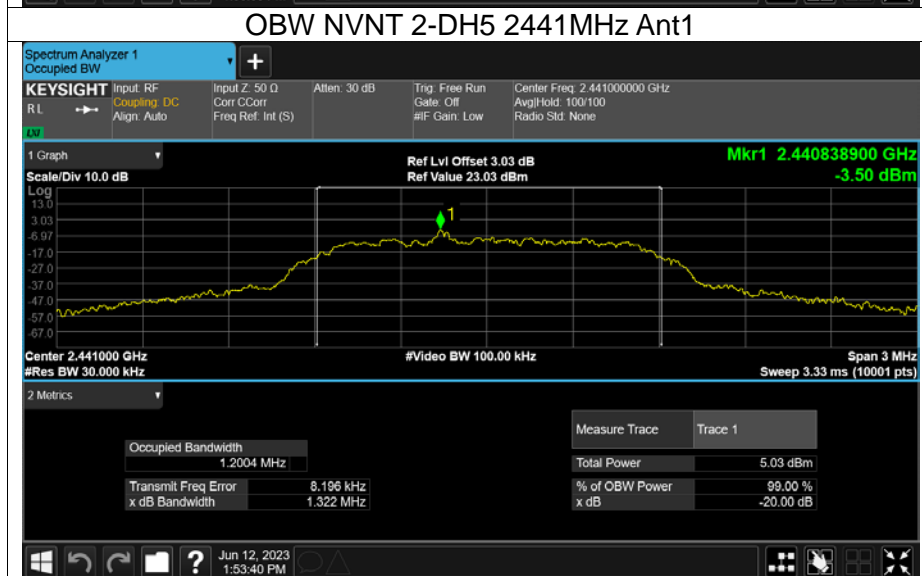 OBW NVNT 2-DH5 2441MHz Ant1
Spectrum Analyzer 1
Occupied BW
+
KEYSIGHT Input: RF Input Z: 50 Ω Atten: 30 dB Trig: Free Run Center Freq: 2.441000000 GHz
R L Coupling: DC Corr CCorr Gate: Off Avg|Hold: 100/100
Align: Auto Freq Ref: Int (S) #IF Gain: Low Radio Std: None
LXI
1 Graph Ref Lvl Offset 3.03 dB Mkr1 2.440838900 GHz
Scale/Div 10.0 dB Ref Value 23.03 dBm -3.50 dBm
Log
13.0
1
3.03
-6.97
-17.0
-27.0
-37.0
-47.0
-57.0
-67.0
Center 2.441000 GHz #Video BW 100.00 kHz Span 3 MHz
#Res BW 30.000 kHz Sweep 3.33 ms (10001 pts)
2 Metrics
Measure Trace Trace 1
Occupied Bandwidth
1.2004 MHz Total Power 5.03 dBm
Transmit Freq Error 8.196 kHz % of OBW Power 99.00 %
x dB Bandwidth 1.322 MHz x dB -20.00 dB
? Jun 12, 2023
1:53:40 PM